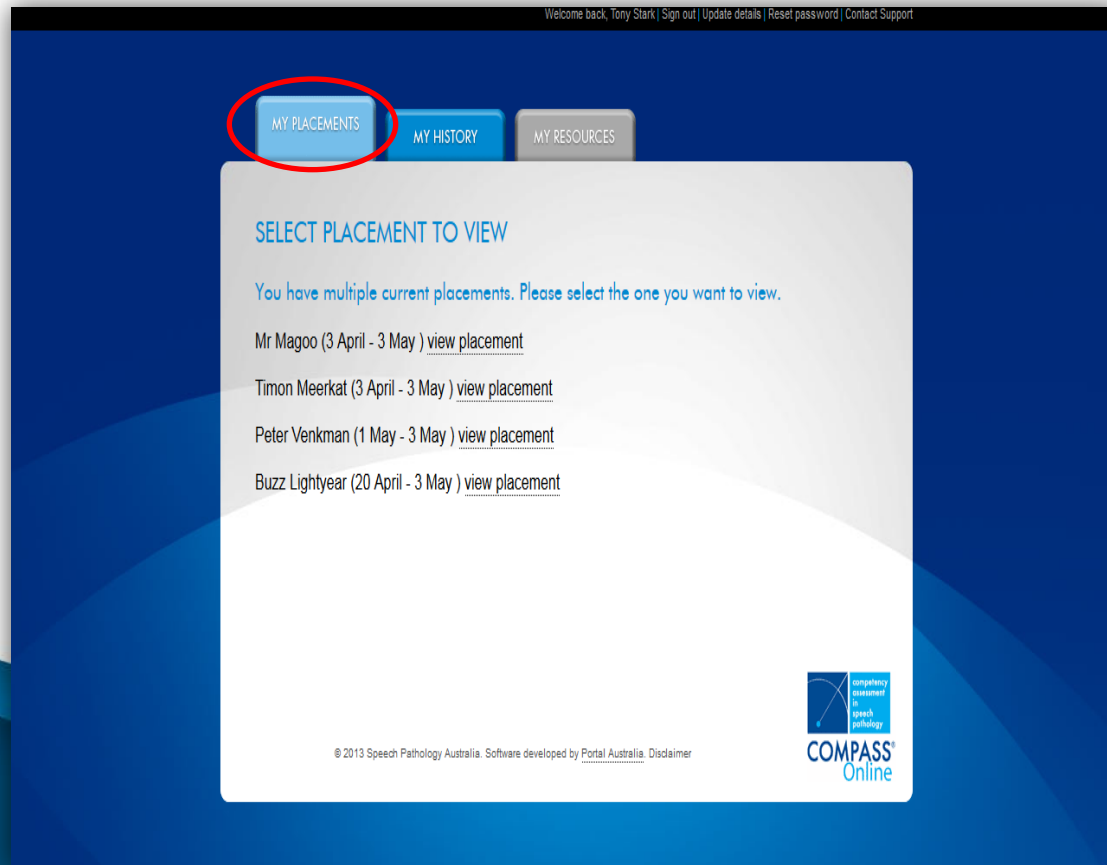 Welcome back, Tony Stark | Sign out | Update details | Reset password | Contact Support
MY PLACEMENTS
MY HISTORY
MY RESOURCES
SELECT PLACEMENT TO VIEW
You have multiple current placements. Please select the one you want to view.
Mr Magoo (3 April - 3 May ) view placement
Timon Meerkat (3 April - 3 May ) view placement
Peter Venkman (1 May - 3 May ) view placement
Buzz Lightyear (20 April - 3 May ) view placement
competency
assessment
in
speech
pathology
COMPASS®
Online
© 2013 Speech Pathology Australia. Software developed by Portal Australia. Disclaimer